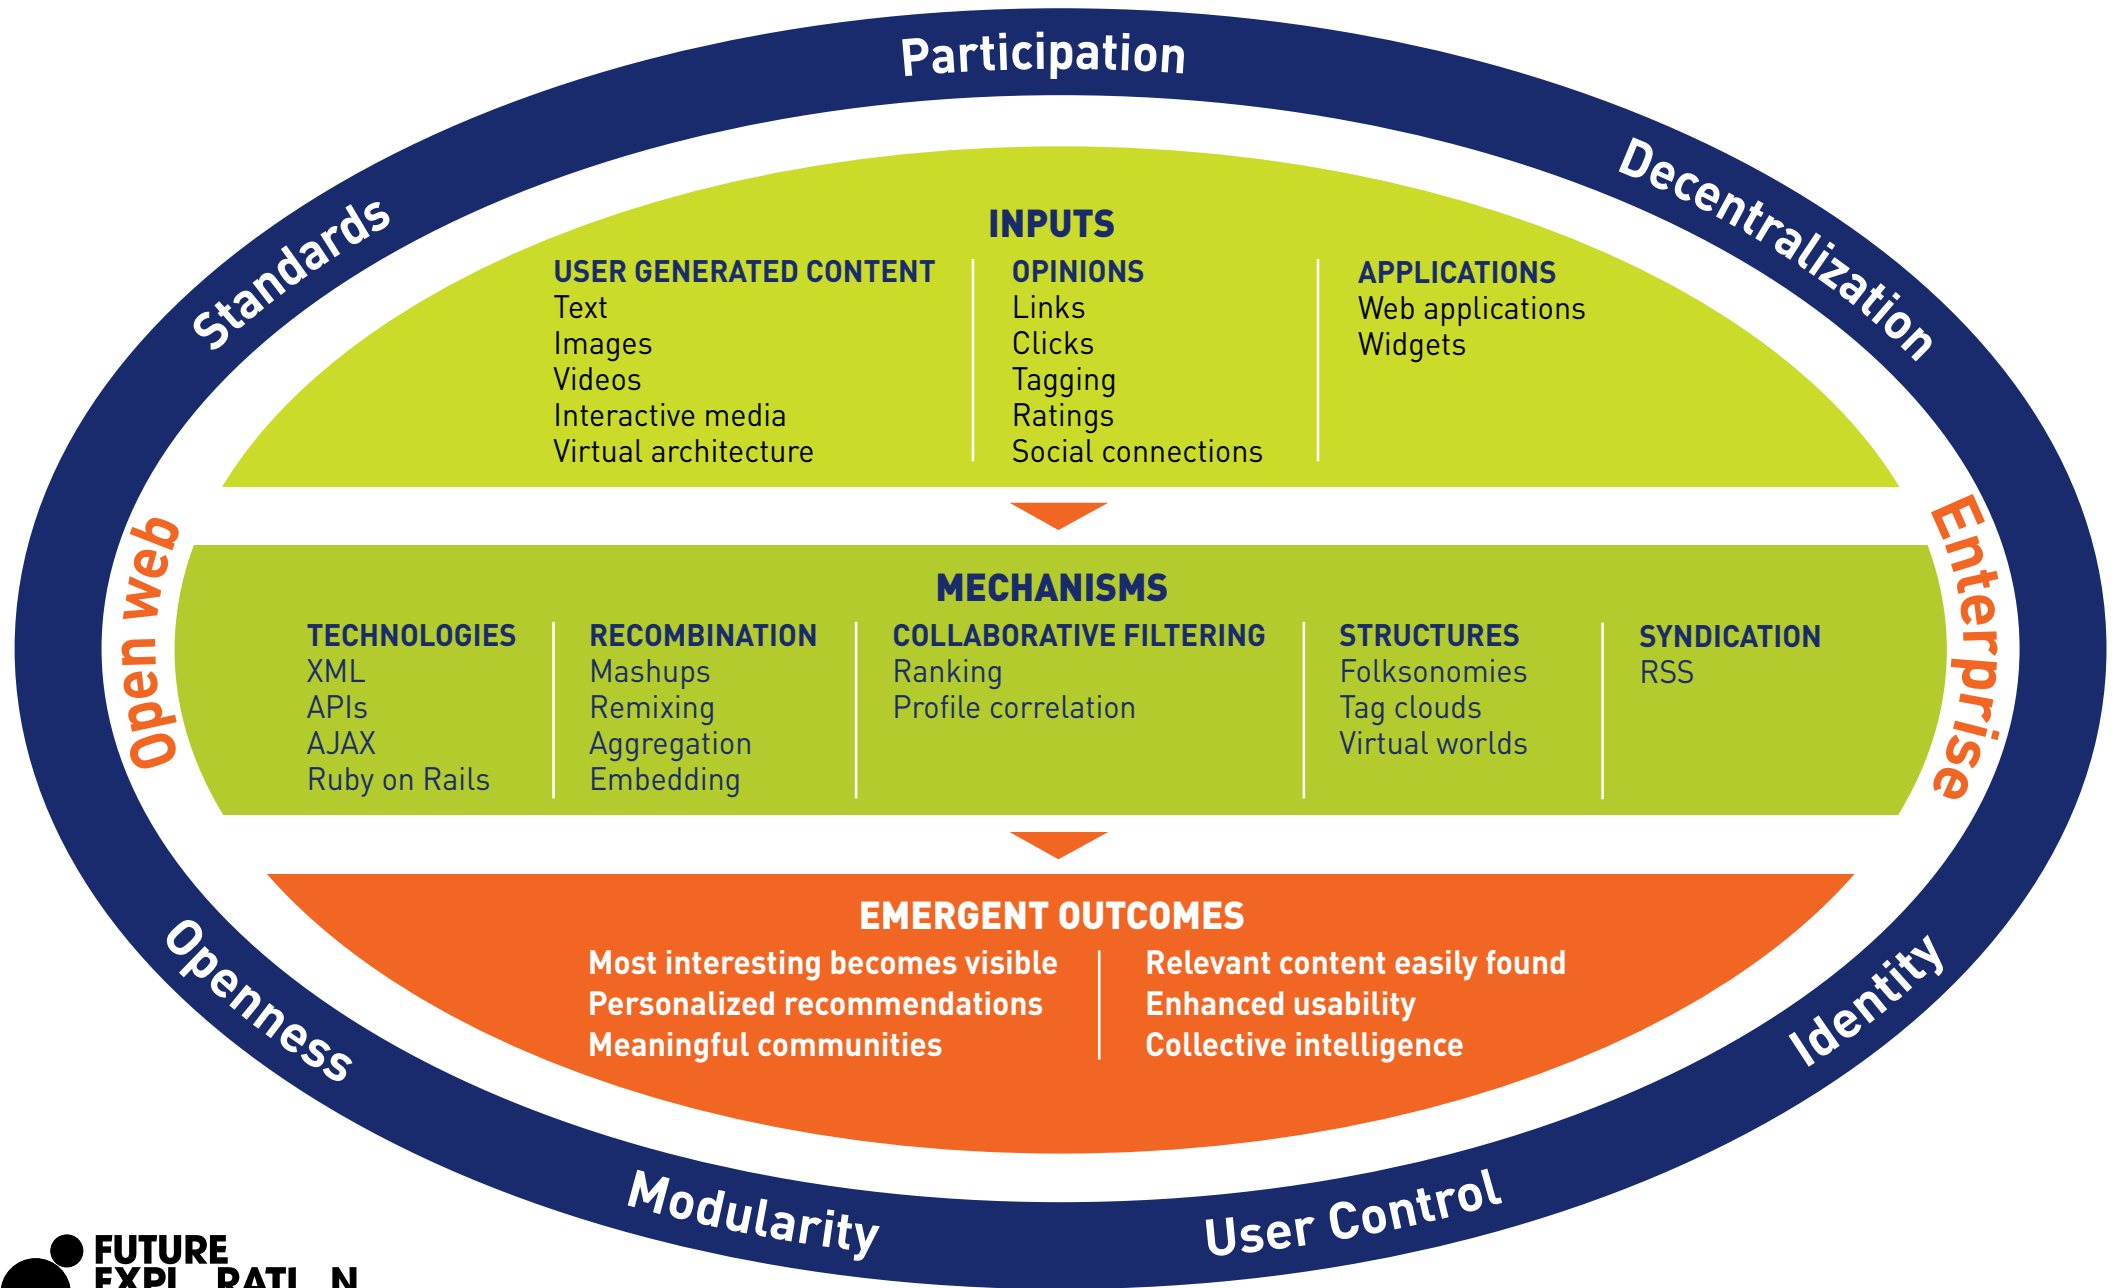 Participation
Decentralization
Standards
INPUTS
USER GENERATED CONTENT
Text
Images
Videos
Interactive media
Virtual architecture
OPINIONS
Links
Clicks
Tagging
Ratings
Social connections
APPLICATIONS
Web applications
Widgets
Open web
Enterprise
MECHANISMS
TECHNOLOGIES
XML
APIs
AJAX
Ruby on Rails
RECOMBINATION
Mashups
Remixing
Aggregation
Embedding
COLLABORATIVE FILTERING
Ranking
Profile correlation
STRUCTURES
Folksonomies
Tag clouds
Virtual worlds
SYNDICATION
RSS
EMERGENT OUTCOMES
Most interesting becomes visible
Personalized recommendations
Meaningful communities
Relevant content easily found
Enhanced usability
Collective intelligence
Openness
Identity
Modularity
User Control
FUTURE